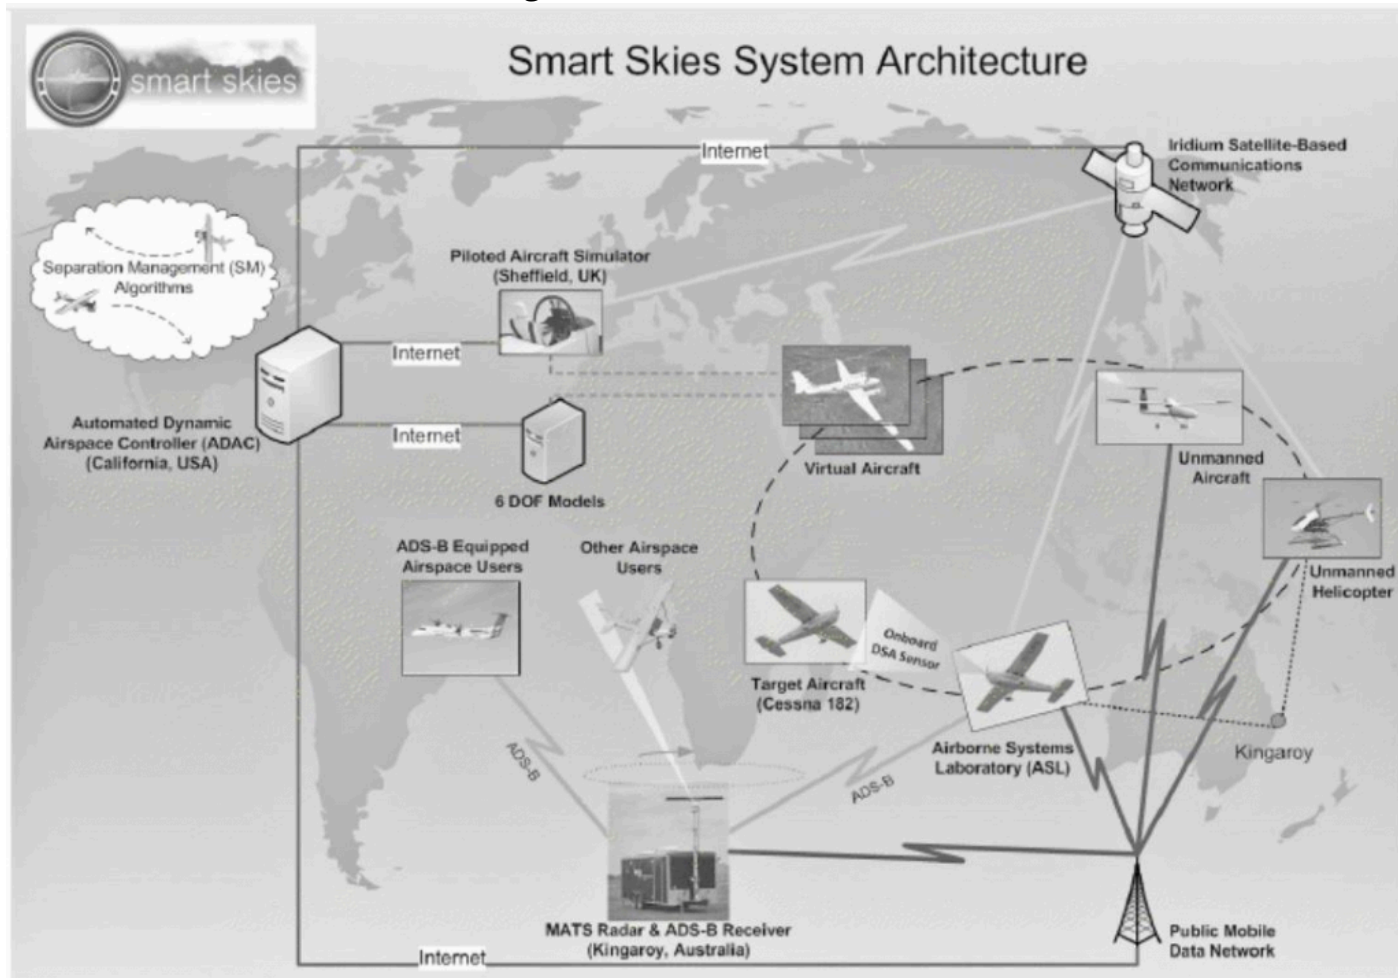 smart skies
Smart Skies System Architecture
Internet
Iridium Satellite-Based
Communications
Network
Separation Management (SM)
Algorithms
Piloted Aircraft Simulator
(Sheffield, UK)
Internet
Automated Dynamic
Airspace Controller (ADAC)
(California, USA)
Internet
6 DOF Models
Virtual Aircraft
Unmanned
Aircraft
Unmanned
Helicopter
ADS-B Equipped
Airspace Users
Other Airspace
Users
Onboard
DSA Sensor
Target Aircraft
(Cessna 182)
Airborne Systems
Laboratory (ASL)
Kingaroy
ADS-B
ADS-B
MATS Radar & ADS-B Receiver
(Kingaroy, Australia)
Public Mobile
Data Network
Internet